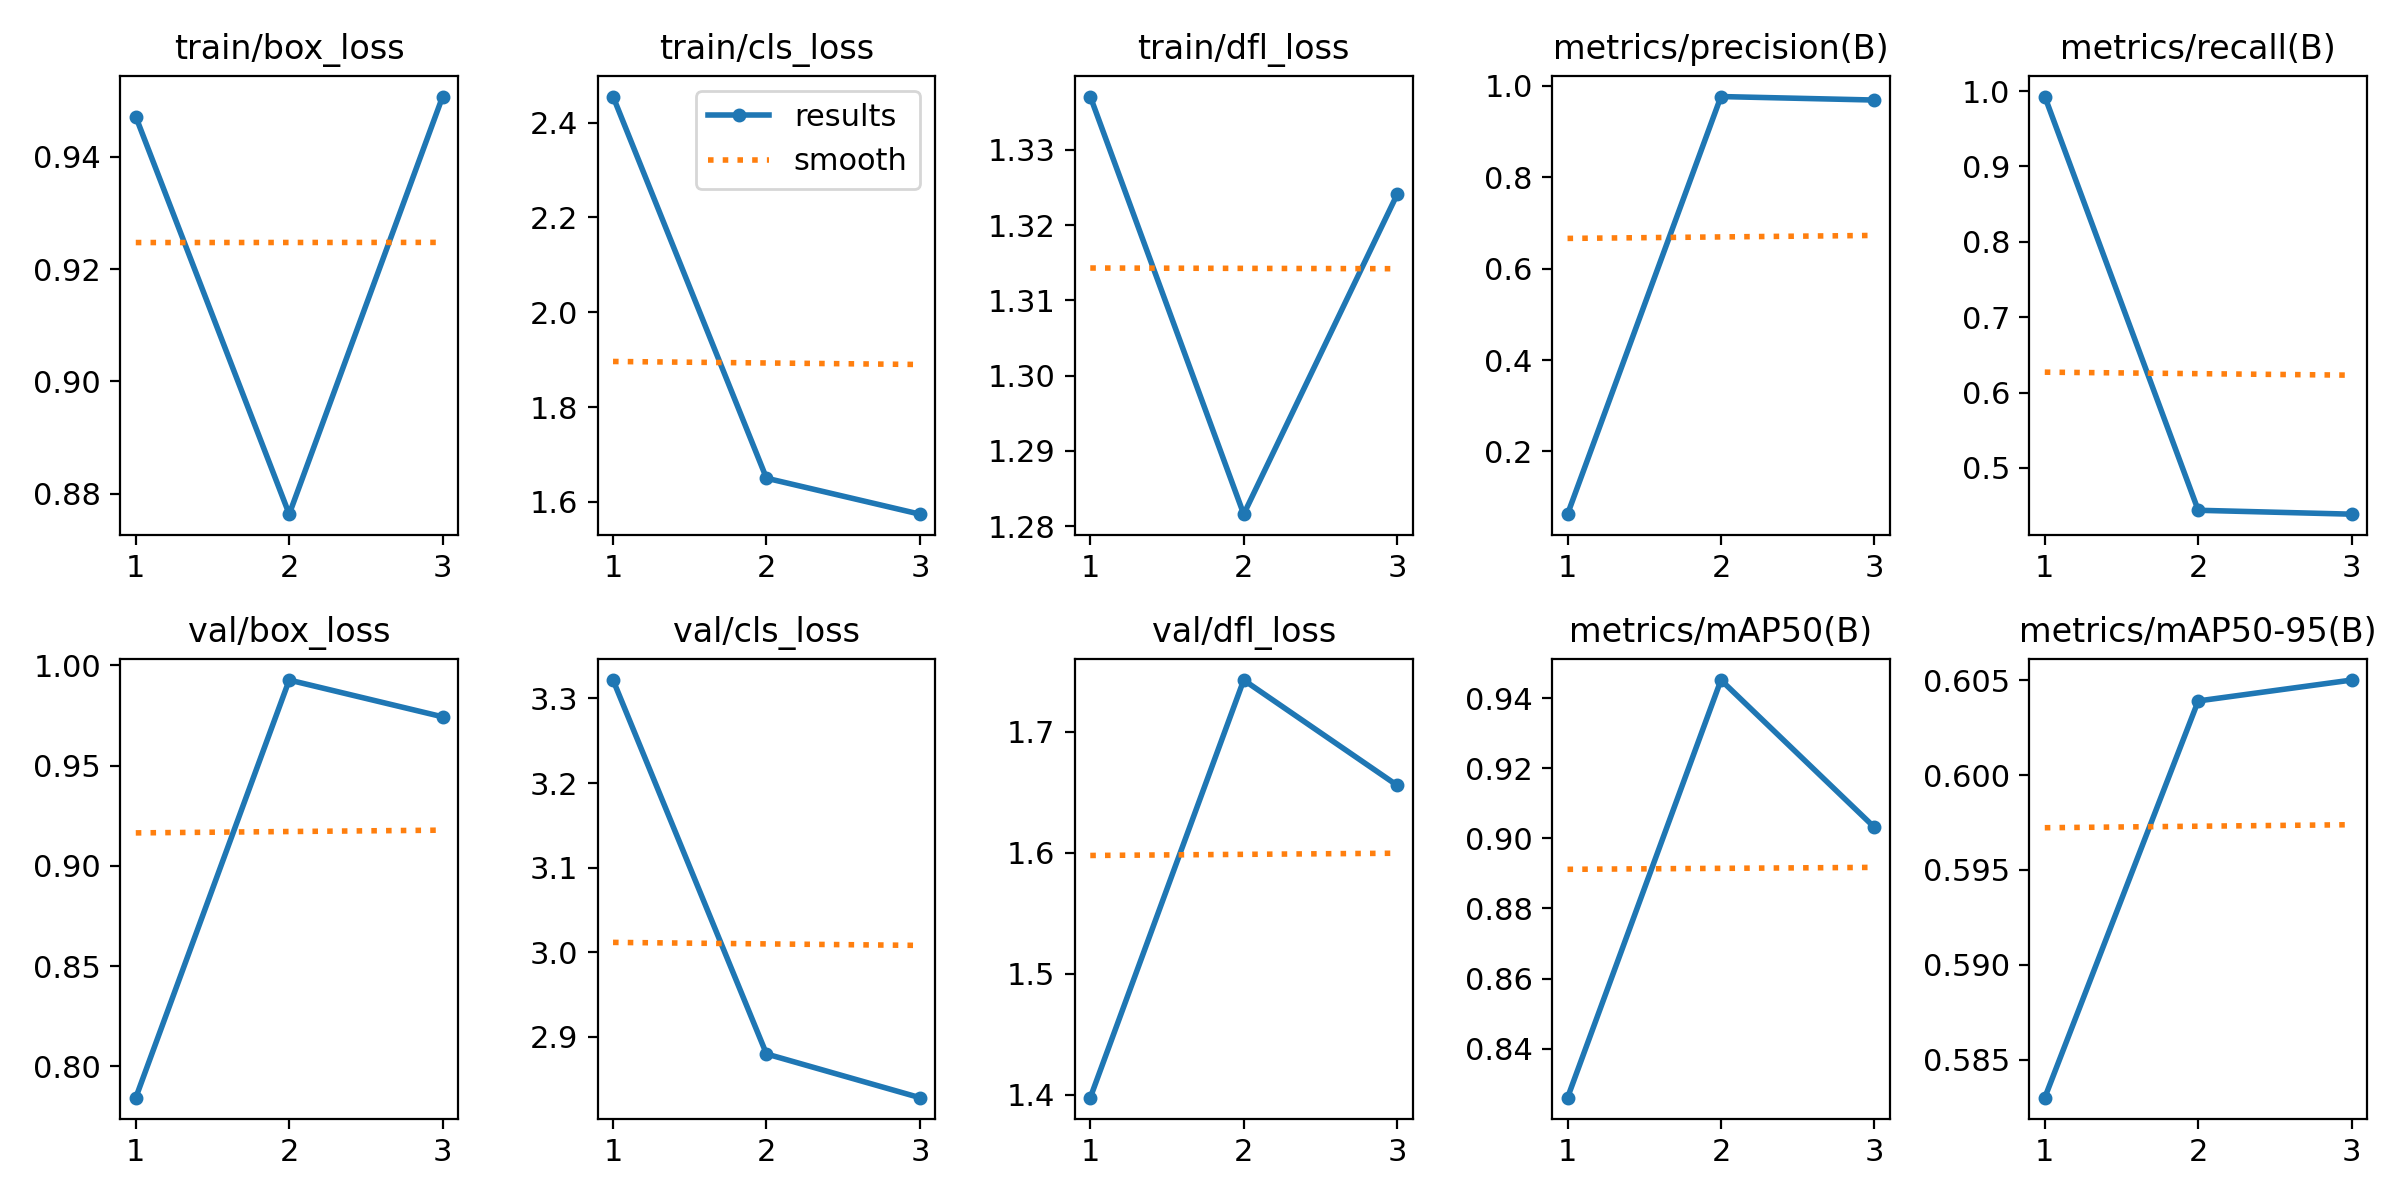 train/box_loss
0.94
0.92
0.90
0.88
1 2 3
train/cls_loss
results
smooth
2.4
2.2
2.0
1.8
1.6
1 2 3
train/dfl_loss
1.33
1.32
1.31
1.30
1.29
1.28
1 2 3
metrics/precision(B)
1.0
0.8
0.6
0.4
0.2
1 2 3
metrics/recall(B)
1.0
0.9
0.8
0.7
0.6
0.5
1 2 3
val/box_loss
1.00
0.95
0.90
0.85
0.80
1 2 3
val/cls_loss
3.3
3.2
3.1
3.0
2.9
1 2 3
val/dfl_loss
1.7
1.6
1.5
1.4
1 2 3
metrics/mAP50(B)
0.94
0.92
0.90
0.88
0.86
0.84
1 2 3
metrics/mAP50-95(B)
0.605
0.600
0.595
0.590
0.585
1 2 3